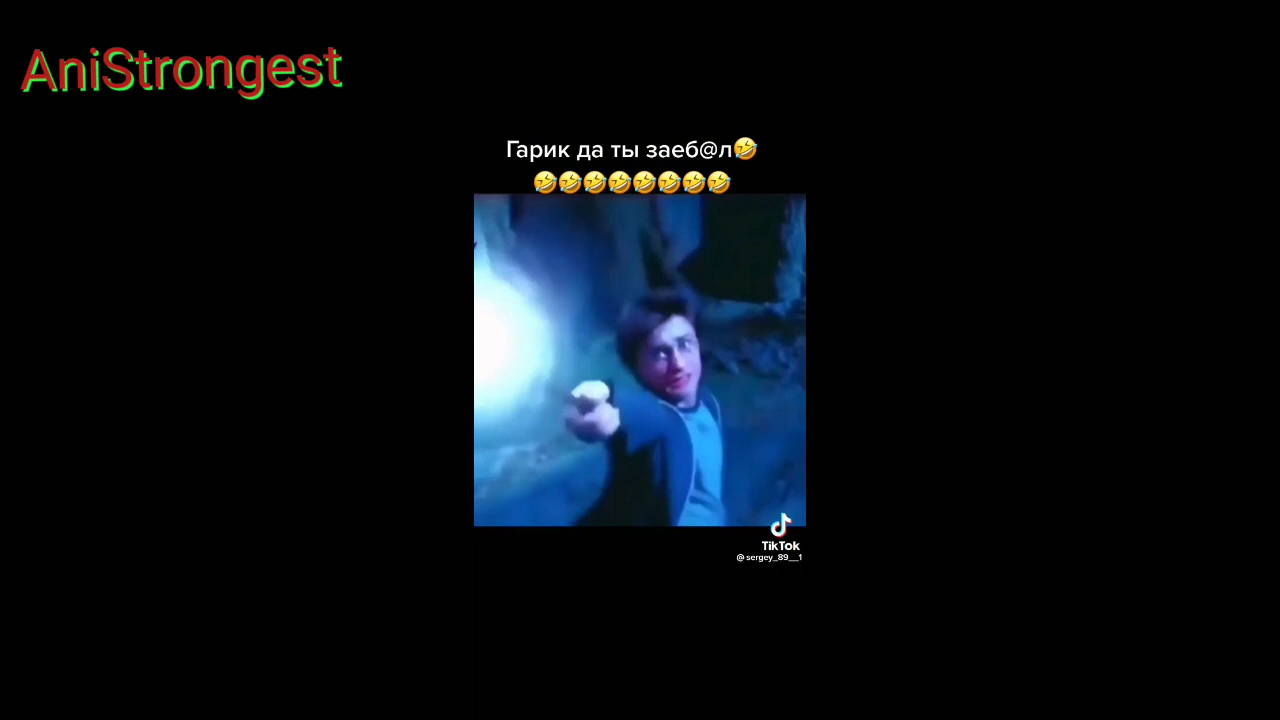 AniStrongest
Гарик да ты заеб@л🤣
🤣🤣🤣🤣🤣🤣🤣🤣
TikTok
@sergey_89__1